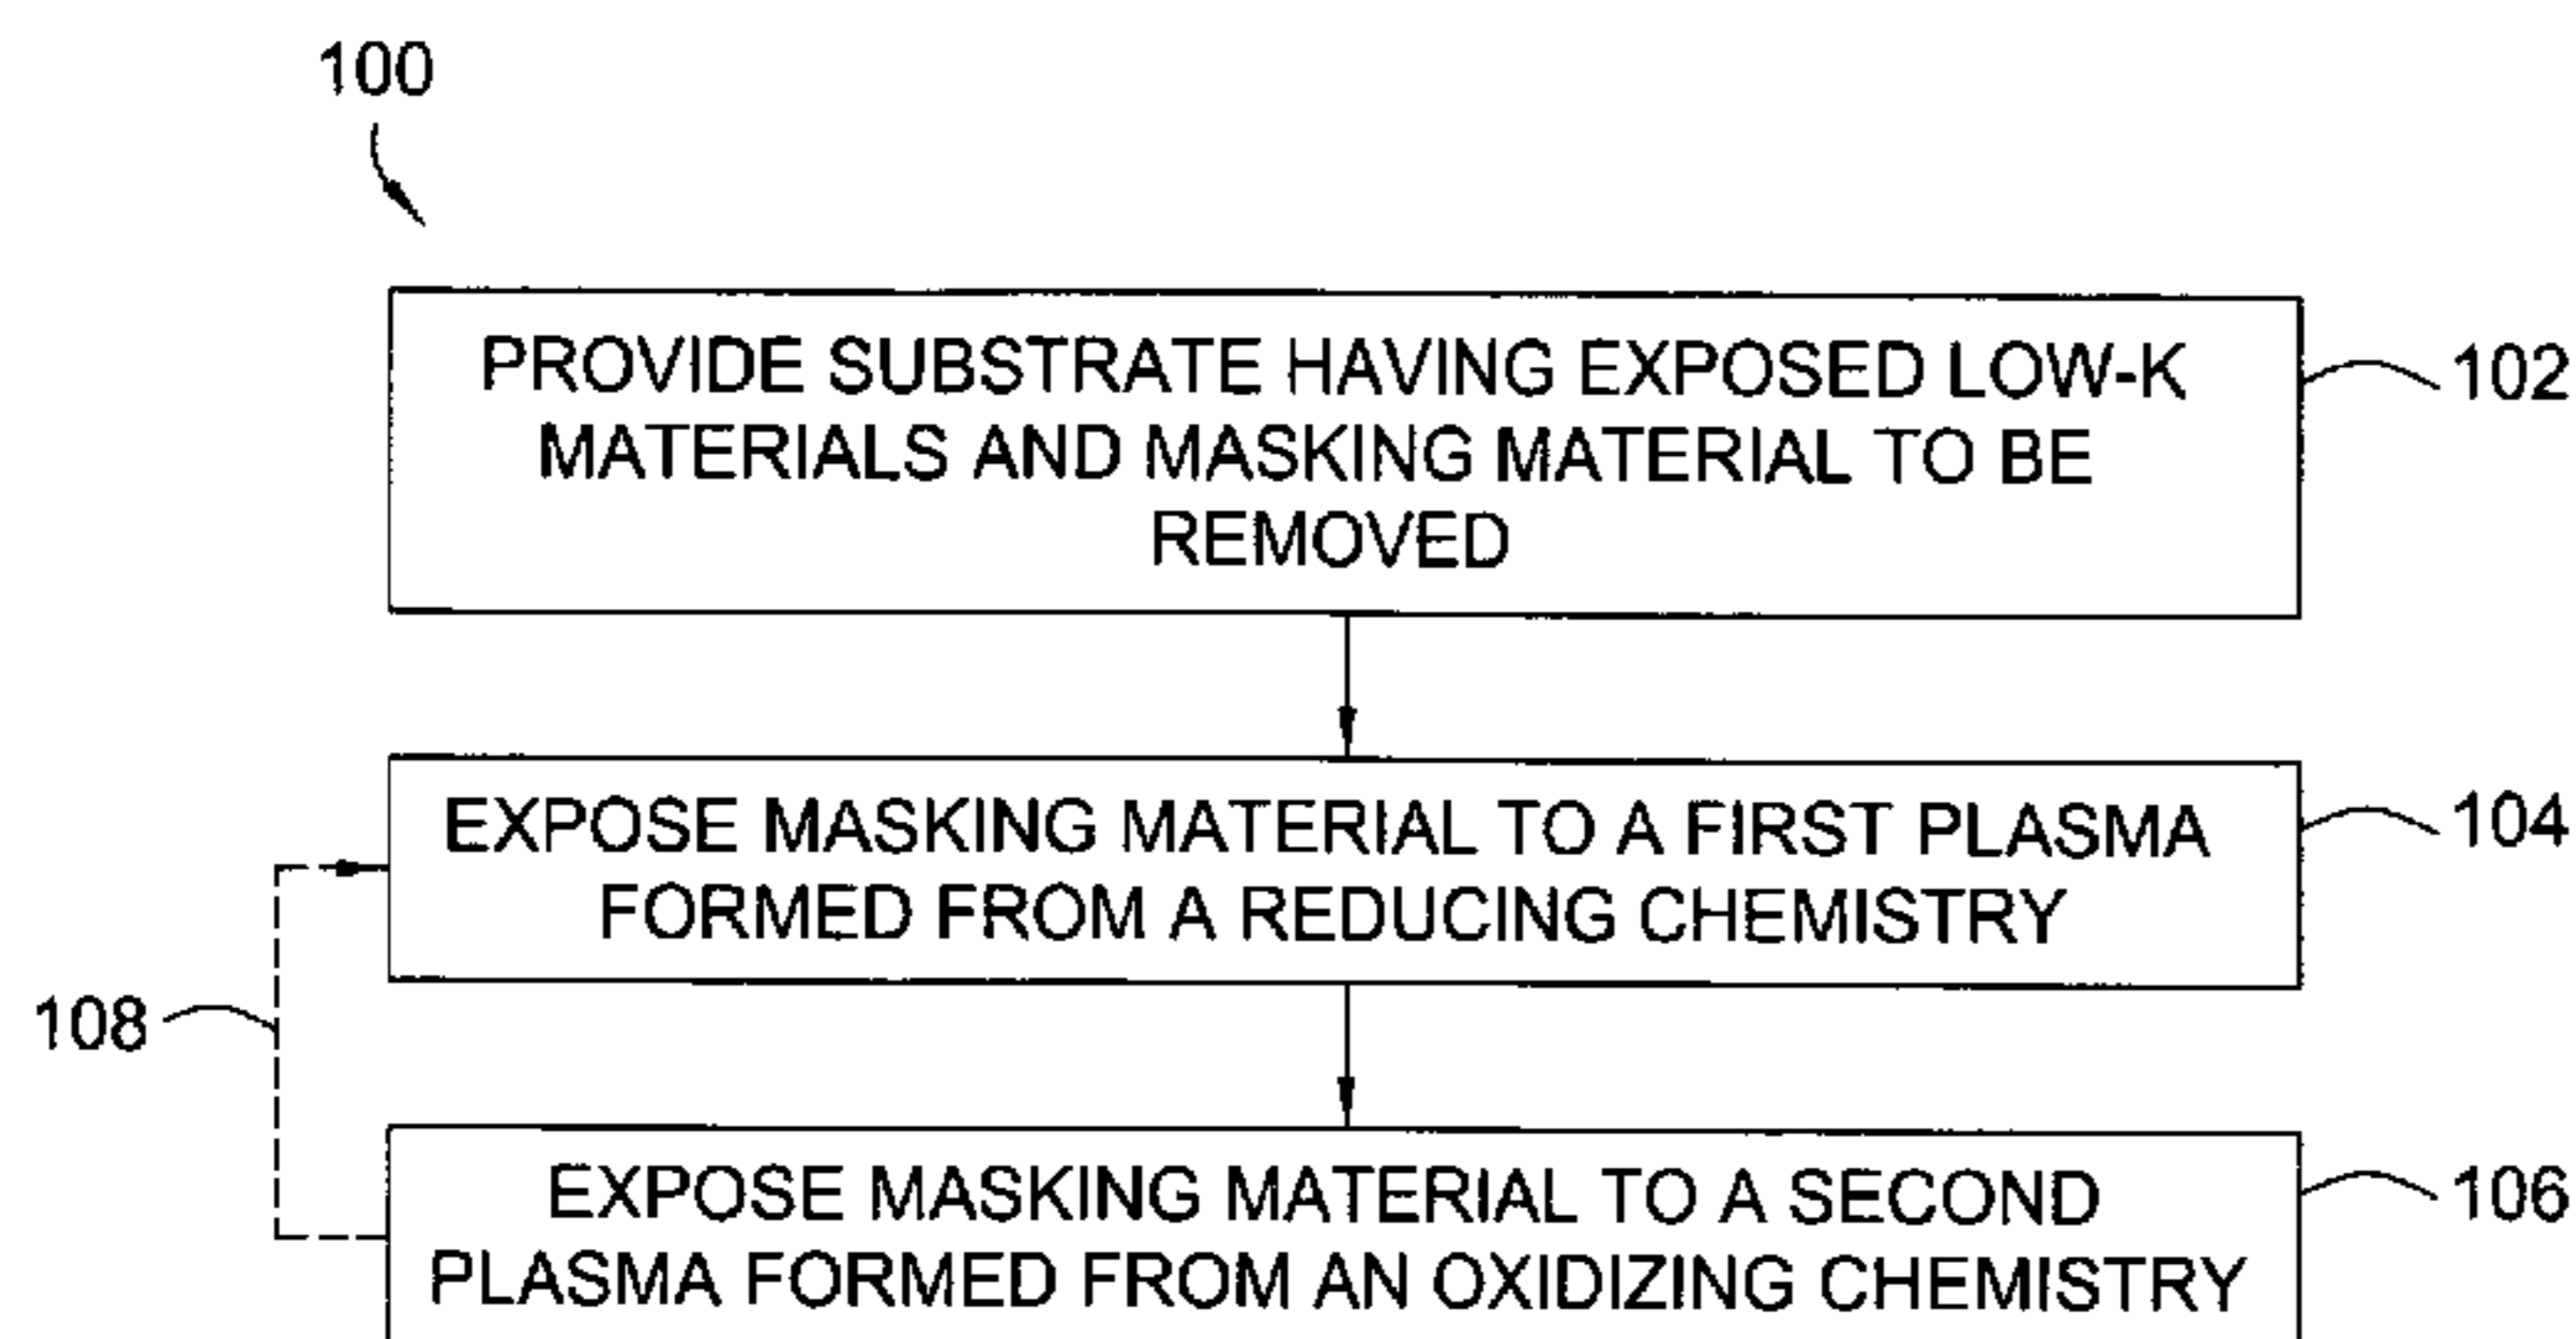 100
PROVIDE SUBSTRATE HAVING EXPOSED LOW-K
MATERIALS AND MASKING MATERIAL TO BE
REMOVED
102
EXPOSE MASKING MATERIAL TO A FIRST PLASMA
FORMED FROM A REDUCING CHEMISTRY
104
108
EXPOSE MASKING MATERIAL TO A SECOND
PLASMA FORMED FROM AN OXIDIZING CHEMISTRY
106